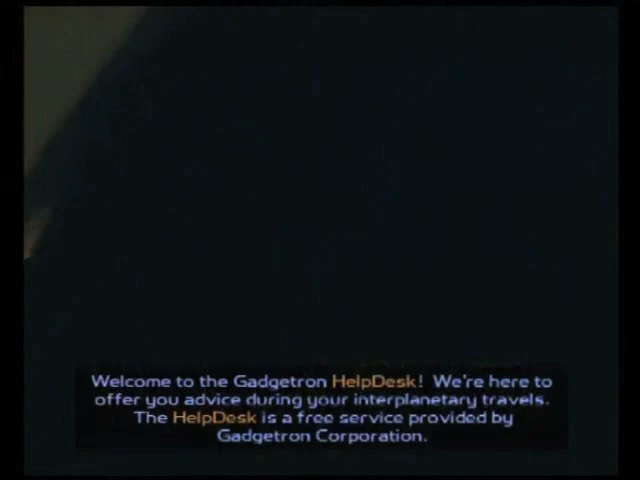 Welcome to the Gadgetron HelpDesk! We're here to
offer you advice during your interplanetary travels.
The HelpDesk is a free service provided by
Gadgetron Corporation.